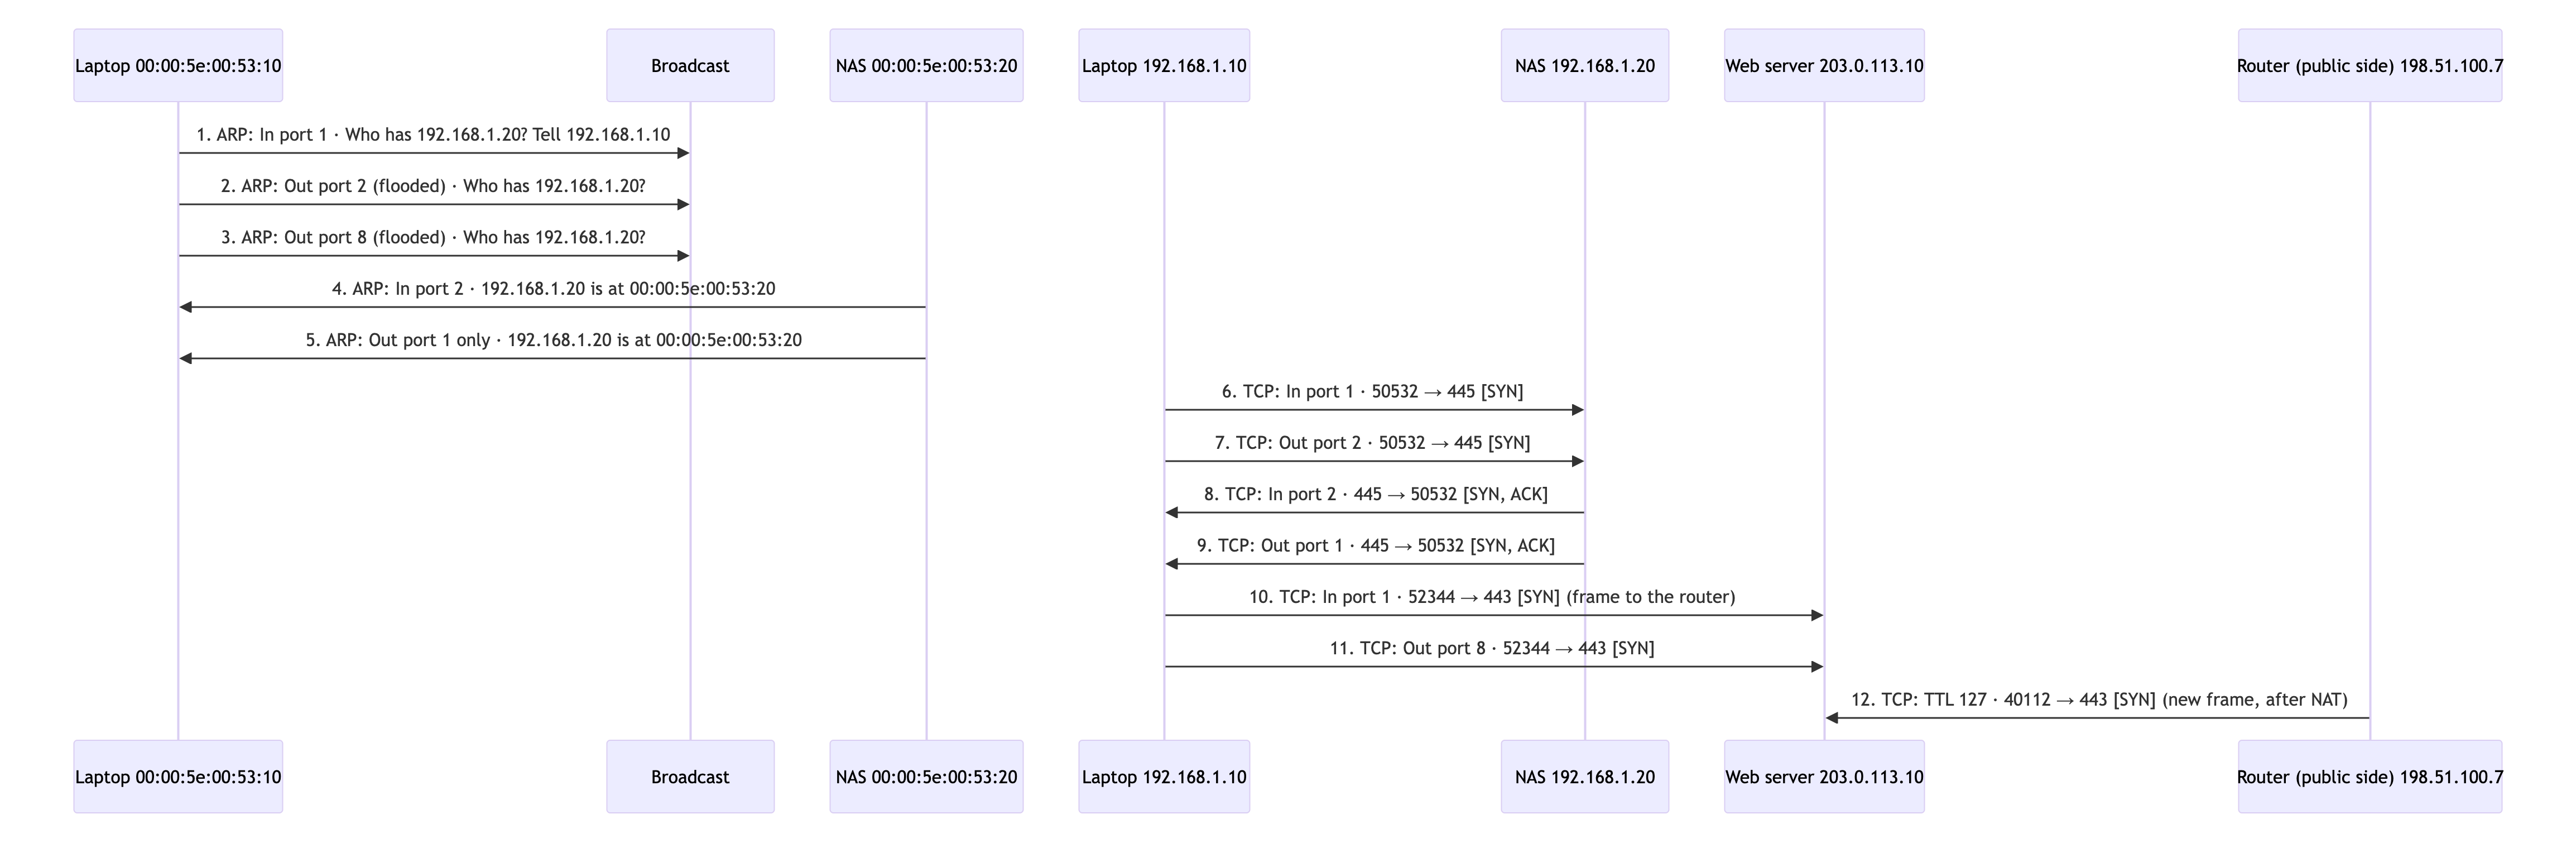 Laptop 00:00:5e:00:53:10
Broadcast
NAS 00:00:5e:00:53:20
Laptop 192.168.1.10
NAS 192.168.1.20
Web server 203.0.113.10
Router (public side) 198.51.100.7
1. ARP: In port 1 · Who has 192.168.1.20? Tell 192.168.1.10
2. ARP: Out port 2 (flooded) · Who has 192.168.1.20?
3. ARP: Out port 8 (flooded) · Who has 192.168.1.20?
4. ARP: In port 2 · 192.168.1.20 is at 00:00:5e:00:53:20
5. ARP: Out port 1 only · 192.168.1.20 is at 00:00:5e:00:53:20
6. TCP: In port 1 · 50532 → 445 [SYN]
7. TCP: Out port 2 · 50532 → 445 [SYN]
8. TCP: In port 2 · 445 → 50532 [SYN, ACK]
9. TCP: Out port 1 · 445 → 50532 [SYN, ACK]
10. TCP: In port 1 · 52344 → 443 [SYN] (frame to the router)
11. TCP: Out port 8 · 52344 → 443 [SYN]
12. TCP: TTL 127 · 40112 → 443 [SYN] (new frame, after NAT)
Laptop 00:00:5e:00:53:10
Broadcast
NAS 00:00:5e:00:53:20
Laptop 192.168.1.10
NAS 192.168.1.20
Web server 203.0.113.10
Router (public side) 198.51.100.7